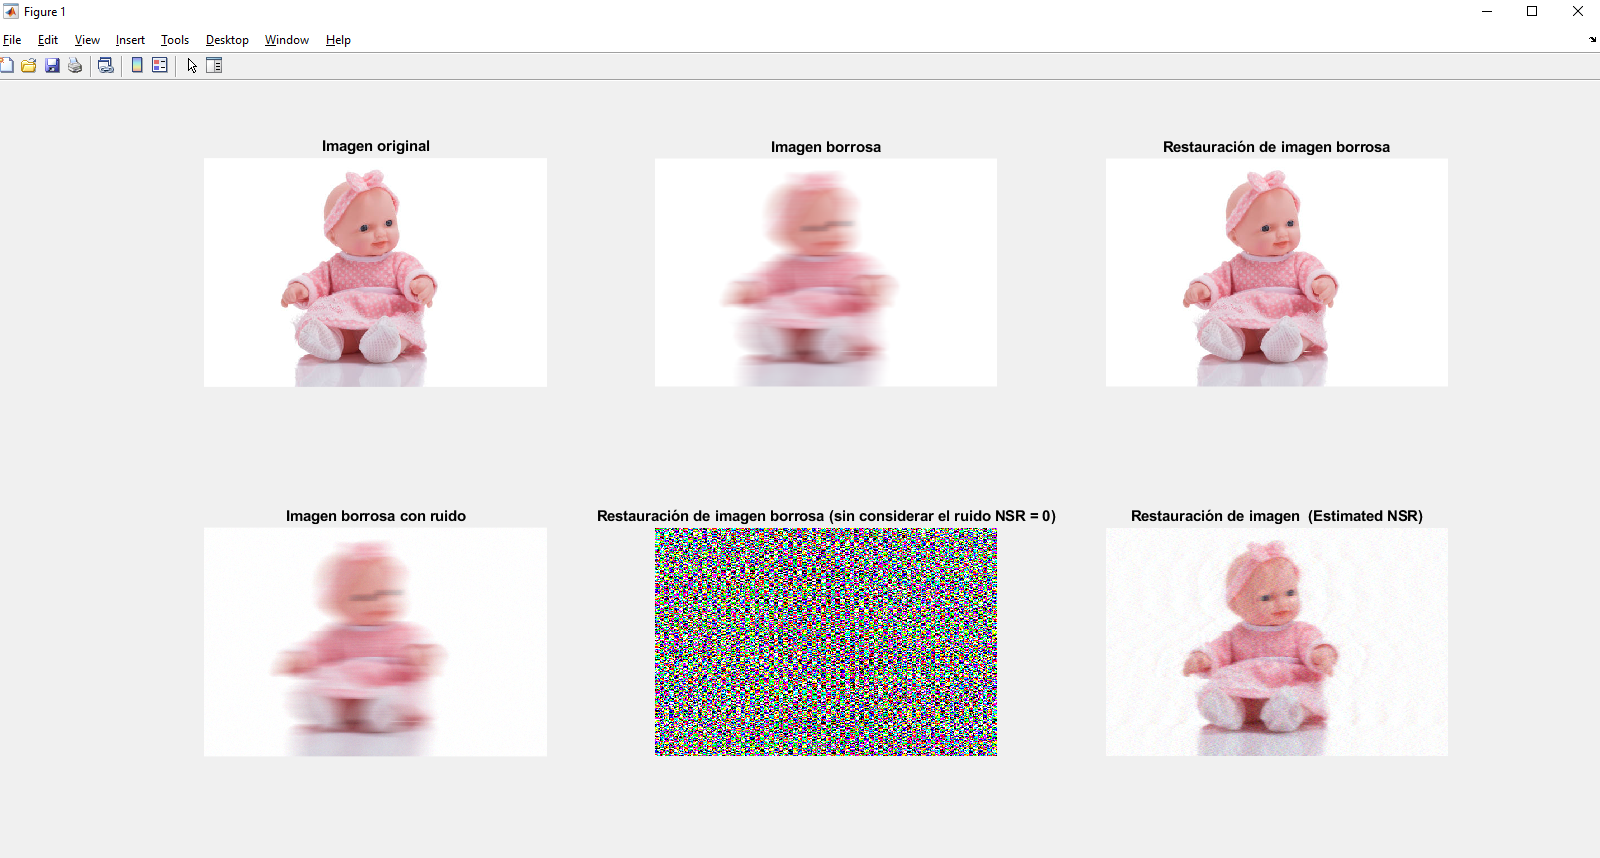 Figure 1
File Edit View Insert Tools Desktop Window Help
Imagen original
Imagen borrosa
Restauración de imagen borrosa
Imagen borrosa con ruido
Restauración de imagen borrosa (sin considerar el ruido NSR = 0)
Restauración de imagen  (Estimated NSR)